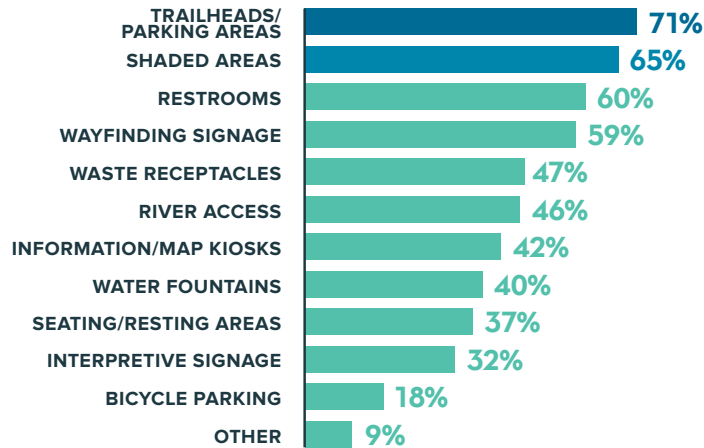 TRAILHEADS/
PARKING AREAS 71%
SHADED AREAS 65%
RESTROOMS 60%
WAYFINDING SIGNAGE 59%
WASTE RECEPTACLES 47%
RIVER ACCESS 46%
INFORMATION/MAP KIOSKS 42%
WATER FOUNTAINS 40%
SEATING/RESTING AREAS 37%
INTERPRETIVE SIGNAGE 32%
BICYCLE PARKING 18%
OTHER 9%